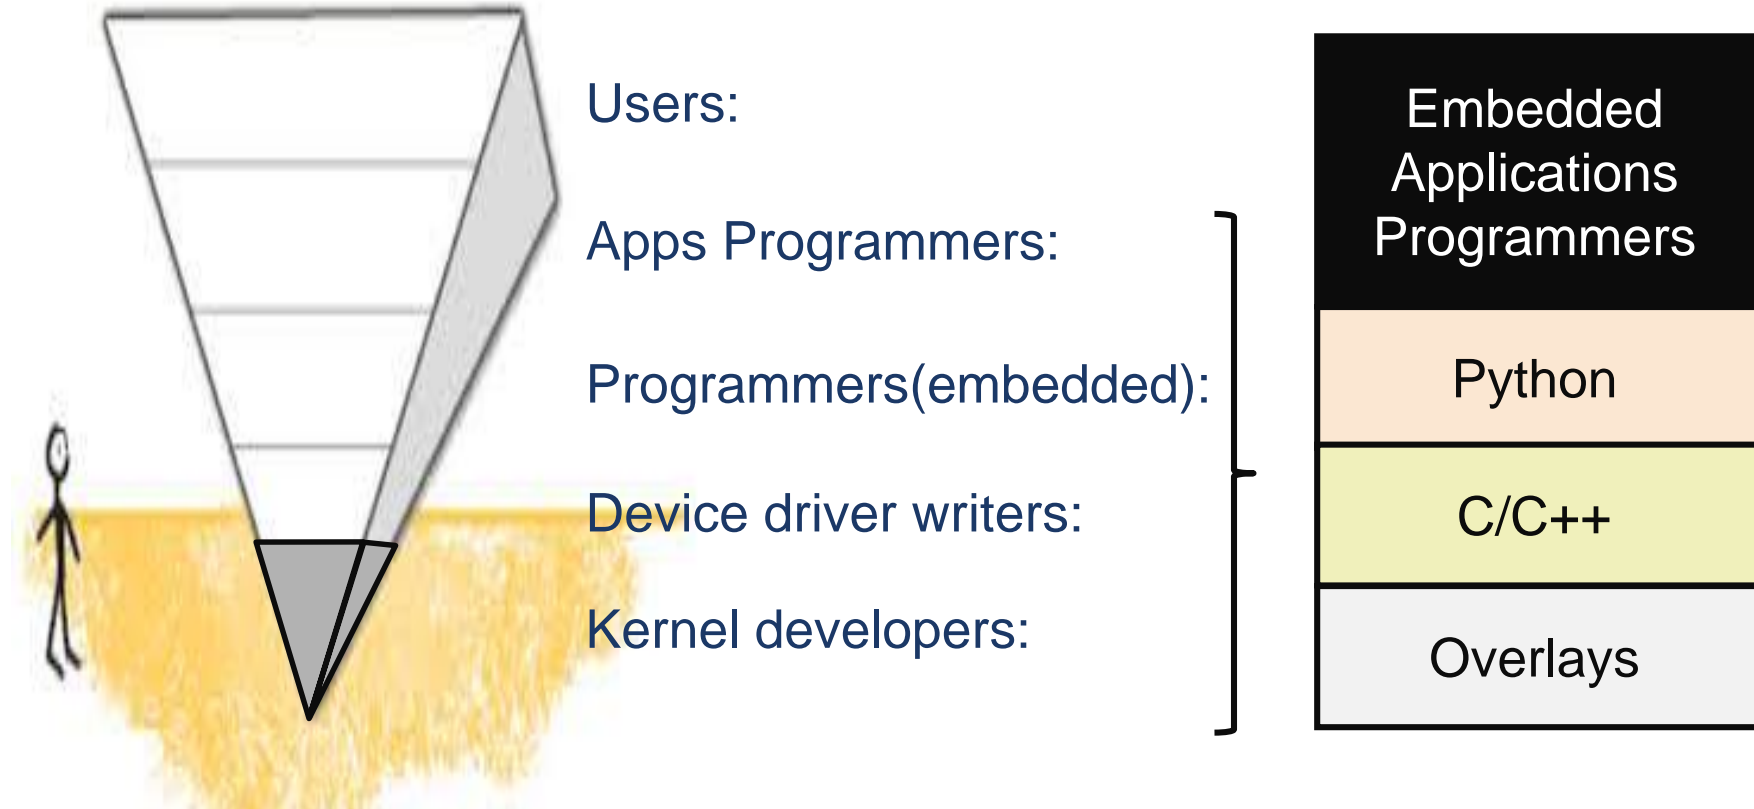 Users:
Apps Programmers:
Programmers(embedded):
Device driver writers:
Kernel developers:
Embedded
Applications
Programmers
Python
C/C++
Overlays